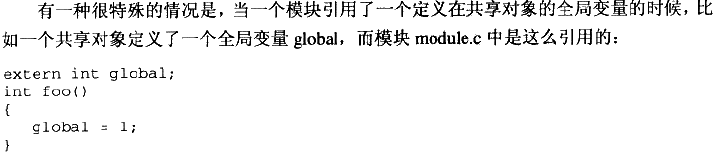 有一种很特殊的情况是，当一个模块引用了一个定义在共享对象的全局变量的时候，比
如一个共享对象定义了一个全局变量 global，而模块 module.c 中是这么引用的：
extern int global;
int foo()
{
    global = 1;
}